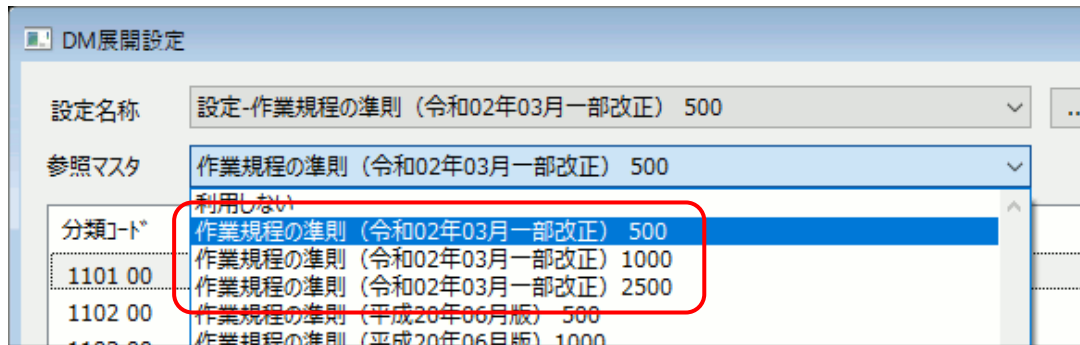 DM展開設定
設定名称 設定-作業規程の準則（令和02年03月一部改正） 500 ..
参照マスタ 作業規程の準則（令和02年03月一部改正） 500
利用しない
分類ｺｰﾄﾞ 作業規程の準則（令和02年03月一部改正） 500
作業規程の準則（令和02年03月一部改正）1000
1101 00 作業規程の準則（令和02年03月一部改正）2500
1102 00 作業規程の準則（平成20年06月版） 500
作業規程の準則（平成20年06月版）1000